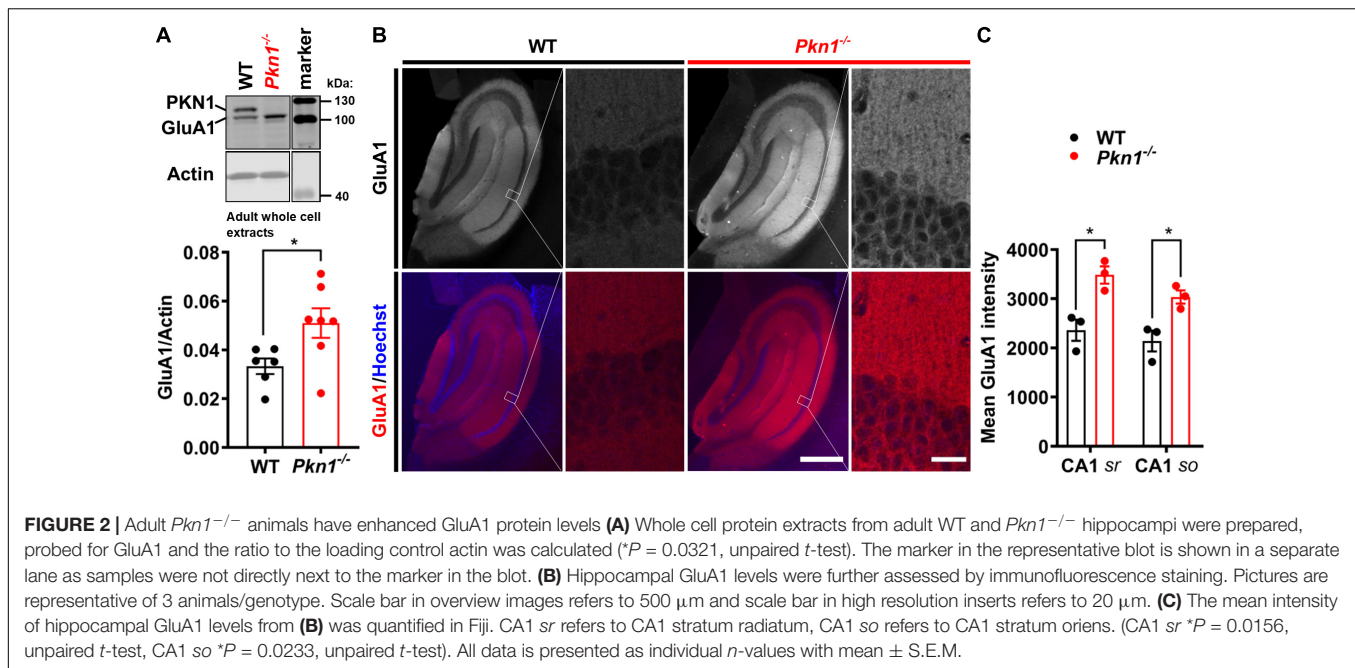 A
WT
Pkn1-/-
marker
kDa:
PKN1
130
GluA1
100
Actin
40
Adult whole cell
extracts
*
GluA1/Actin
0.08
0.06
0.04
0.02
0.00
WT
Pkn1-/-
B
WT
Pkn1-/-
GluA1
GluA1/Hoechst
C
WT
Pkn1-/-
Mean GluA1 intensity
*
*
4000
3000
2000
1000
0
CA1 sr
CA1 so
FIGURE 2 | Adult Pkn1−/− animals have enhanced GluA1 protein levels (A) Whole cell protein extracts from adult WT and Pkn1−/− hippocampi were prepared,
probed for GluA1 and the ratio to the loading control actin was calculated (*P = 0.0321, unpaired t-test). The marker in the representative blot is shown in a separate
lane as samples were not directly next to the marker in the blot. (B) Hippocampal GluA1 levels were further assessed by immunofluorescence staining. Pictures are
representative of 3 animals/genotype. Scale bar in overview images refers to 500 μm and scale bar in high resolution inserts refers to 20 μm. (C) The mean intensity
of hippocampal GluA1 levels from (B) was quantified in Fiji. CA1 sr refers to CA1 stratum radiatum, CA1 so refers to CA1 stratum oriens. (CA1 sr *P = 0.0156,
unpaired t-test, CA1 so *P = 0.0233, unpaired t-test). All data is presented as individual n-values with mean ± S.E.M.